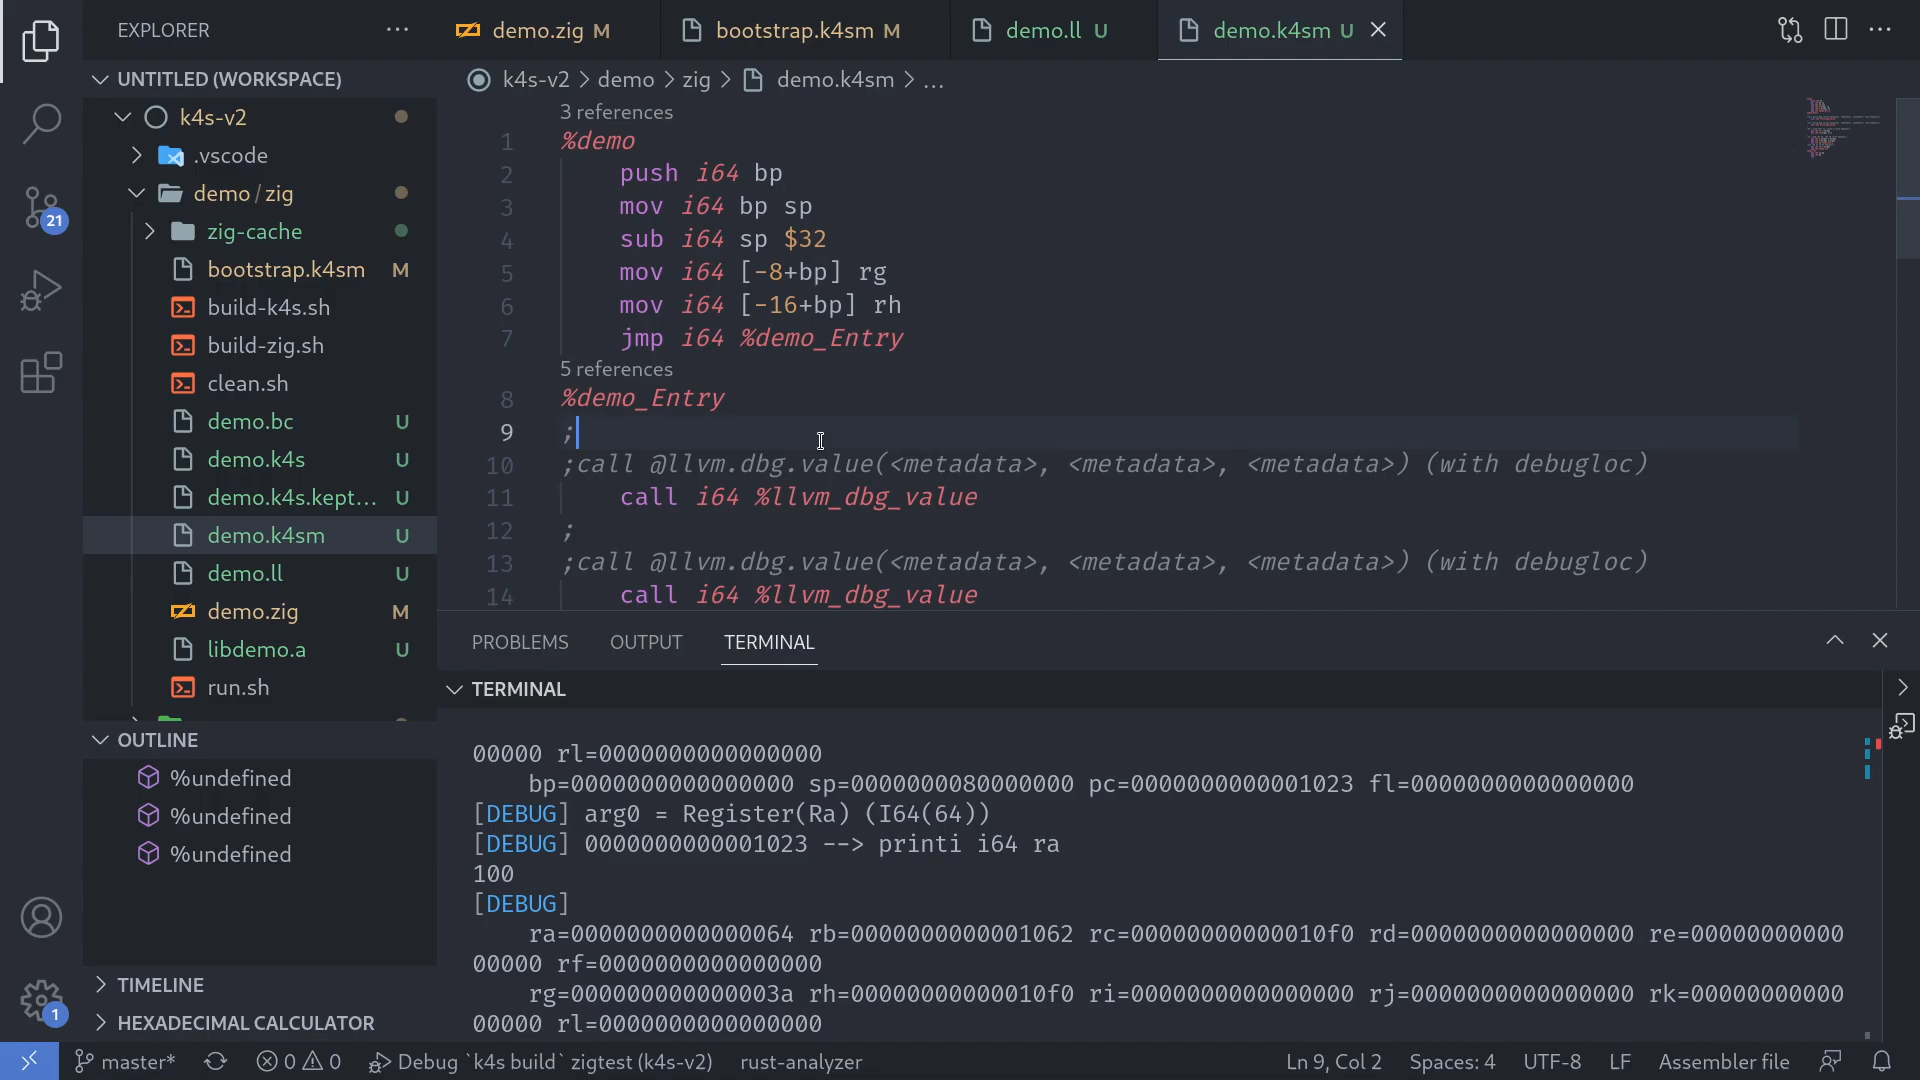 EXPLORER
demo.zig M
bootstrap.k4sm M
demo.ll U
demo.k4sm U
UNTITLED (WORKSPACE)
k4s-v2
.vscode
demo / zig
zig-cache
bootstrap.k4sm M
build-k4s.sh
build-zig.sh
clean.sh
demo.bc U
demo.k4s U
demo.k4s.kept... U
demo.k4sm U
demo.ll U
demo.zig M
libdemo.a U
run.sh
21
OUTLINE
%undefined
%undefined
%undefined
TIMELINE
HEXADECIMAL CALCULATOR
1
k4s-v2 > demo > zig > demo.k4sm > ...
3 references
1 %demo
2 push i64 bp
3 mov i64 bp sp
4 sub i64 sp $32
5 mov i64 [-8+bp] rg
6 mov i64 [-16+bp] rh
7 jmp i64 %demo_Entry
5 references
8 %demo_Entry
9 ;
10 ;call @llvm.dbg.value(<metadata>, <metadata>, <metadata>) (with debugloc)
11 call i64 %llvm_dbg_value
12 ;
13 ;call @llvm.dbg.value(<metadata>, <metadata>, <metadata>) (with debugloc)
14 call i64 %llvm_dbg_value
PROBLEMS OUTPUT TERMINAL
TERMINAL
00000 rl=0000000000000000
bp=0000000000000000 sp=0000000080000000 pc=0000000000001023 fl=0000000000000000
[DEBUG] arg0 = Register(Ra) (I64(64))
[DEBUG] 0000000000001023 --> printi i64 ra
100
[DEBUG]
ra=0000000000000064 rb=0000000000001062 rc=00000000000010f0 rd=0000000000000000 re=00000000000
00000 rf=0000000000000000
rg=000000000000003a rh=00000000000010f0 ri=0000000000000000 rj=0000000000000000 rk=00000000000
00000 rl=0000000000000000
master* 0 0 Debug `k4s build` zigtest (k4s-v2) rust-analyzer Ln 9, Col 2 Spaces: 4 UTF-8 LF Assembler file